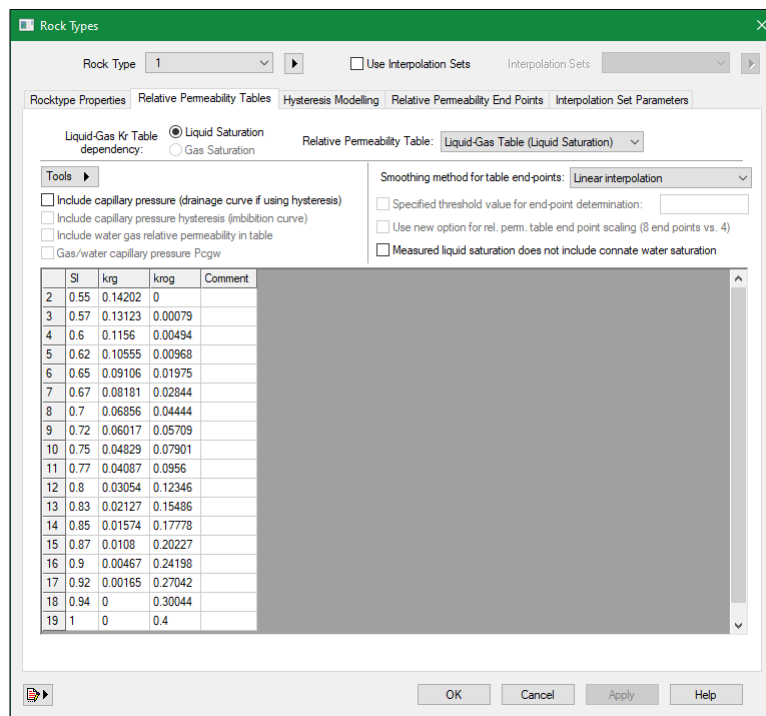 Rock Types
Rock Type 1 Use Interpolation Sets Interpolation Sets
Rocktype Properties Relative Permeability Tables Hysteresis Modelling Relative Permeability End Points Interpolation Set Parameters
Liquid-Gas Kr Table dependency: Liquid Saturation
Gas Saturation
Relative Permeability Table: Liquid-Gas Table (Liquid Saturation)
Tools
Include capillary pressure (drainage curve if using hysteresis)
Include capillary pressure hysteresis (imbibition curve)
Include water gas relative permeability in table
Gas/water capillary pressure Pcgw
Smoothing method for table end-points: Linear interpolation
Specified threshold value for end-point determination:
Use new option for rel. perm. table end point scaling (8 end points vs. 4)
Measured liquid saturation does not include connate water saturation
Sl krg krog Comment
2 0.55 0.14202 0
3 0.57 0.13123 0.00079
4 0.6 0.1156 0.00494
5 0.62 0.10555 0.00968
6 0.65 0.09106 0.01975
7 0.67 0.08181 0.02844
8 0.7 0.06856 0.04444
9 0.72 0.06017 0.05709
10 0.75 0.04829 0.07901
11 0.77 0.04087 0.0956
12 0.8 0.03054 0.12346
13 0.83 0.02127 0.15486
14 0.85 0.01574 0.17778
15 0.87 0.0108 0.20227
16 0.9 0.00467 0.24198
17 0.92 0.00165 0.27042
18 0.94 0 0.30044
19 1 0 0.4
OK Cancel Apply Help